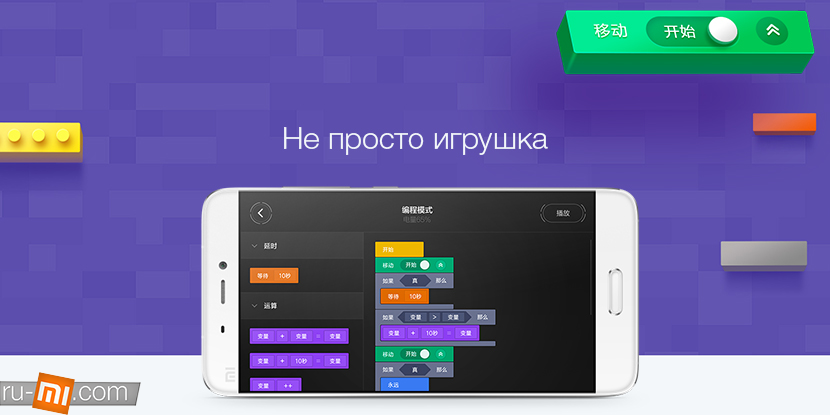 移动 开始
Не просто игрушка
编程模式
电量65%
播放
延时
等待 10秒
运算
变量 + 变量 = 变量
变量 + 10秒 = 变量
变量 ++
开始
移动 开始
如果 真 那么
等待 10秒
如果 变量 > 变量 那么
变量 + 10秒 = 变量
移动 开始
如果 真 那么
永远
ru-mi.com